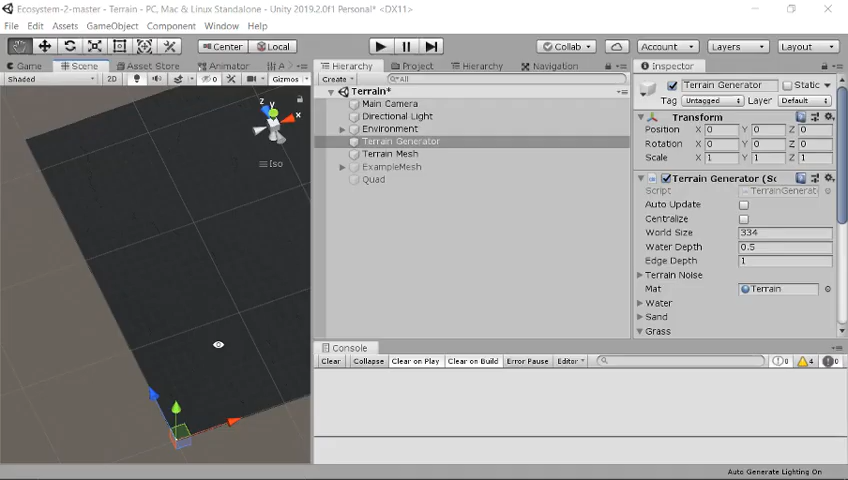 Ecosystem-2-master - Terrain - PC, Mac & Linux Standalone - Unity 2019.2.0f1 Personal* <DX11>
File Edit Assets GameObject Component Window Help
Center Local Collab Account Layers Layout
Game Scene Asset Store Animator A
Shaded 2D 0 Gizmos
y z x
Iso
Hierarchy Project Hierarchy Navigation
Create All
Terrain*
Main Camera
Directional Light
Environment
Terrain Generator
Terrain Mesh
ExampleMesh
Quad
Console
Clear Collapse Clear on Play Clear on Build Error Pause Editor 0 4 0
Inspector
Terrain Generator Static
Tag Untagged Layer Default
Transform
Position X 0 Y 0 Z 0
Rotation X 0 Y 0 Z 0
Scale X 1 Y 1 Z 1
Terrain Generator (Sc
Script TerrainGenerat
Auto Update
Centralize
World Size 334
Water Depth 0.5
Edge Depth 1
Terrain Noise
Mat Terrain
Water
Sand
Grass
Auto Generate Lighting On